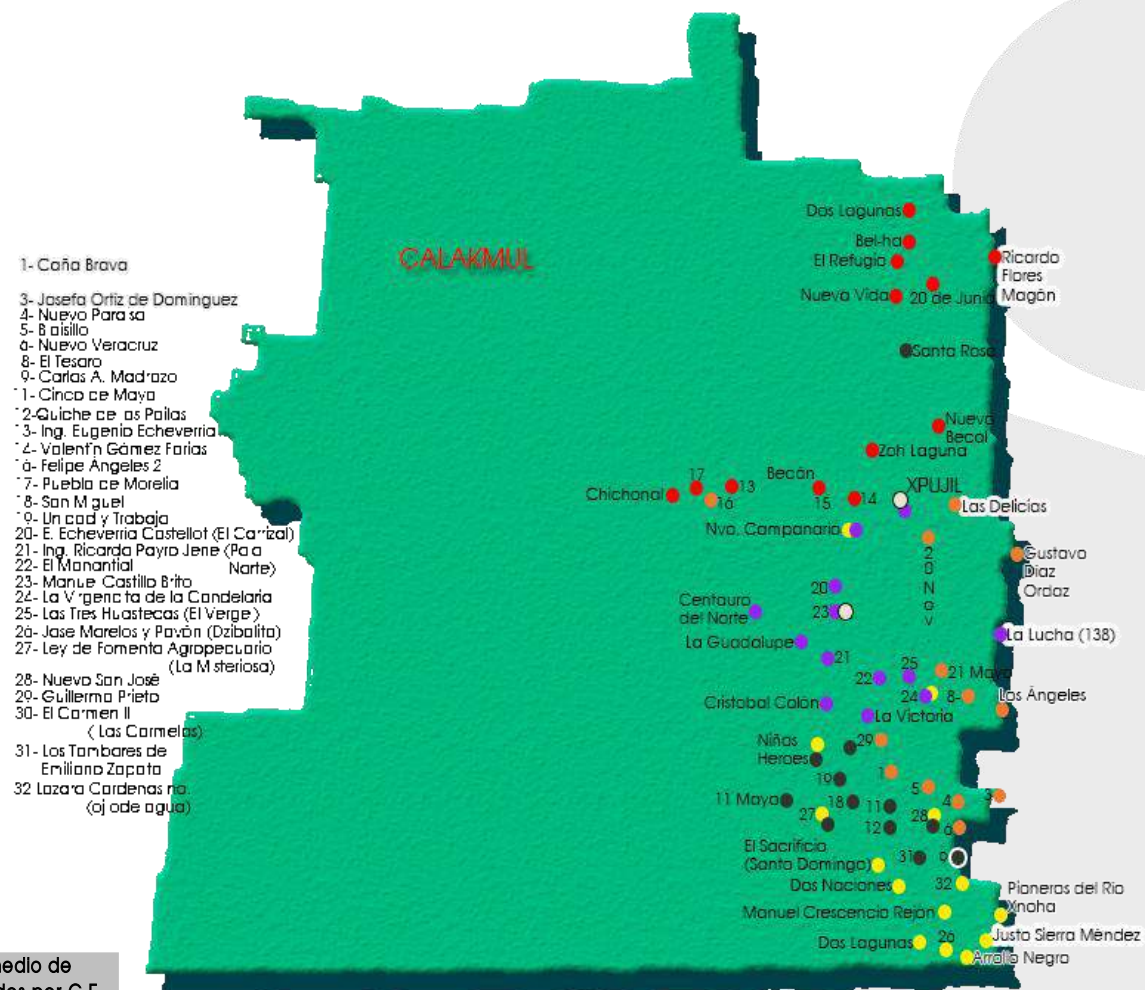 CALAKMUL
1- Caña Brava
3- Josefa Ortiz de Dominguez
4- Nuevo Paraiso
6- Nuevo Veracruz
8- El Tesoro
9- Carlos A. Madrazo
11- Cinco de Mayo
12- Quiche de las Pailas
13- Ing. Eugenio Echeverria
14- Valentín Gómez Farias
16- Felipe Ángeles 2
17- Pueblo de Morelia
18- San Miguel
19- Unidad y Trabajo
20- E. Echeverria Castellot (El Carrizal)
21- Ing. Ricardo Payro Jene (Polo
Norte)
22- El Manantial
23- Manuel Castillo Brito
24- La Virgencita de la Candelaria
25- Las Tres Huastecas (El Verge)
26- Jose Morelos y Pavón (Dzibalito)
27- Ley de Fomento Agropecuario
(La Misteriosa)
28- Nuevo San José
29- Guillermo Prieto
30- El Carmen II
( Las Carmelas)
31- Los Tambores de
Emiliano Zapata
32 Lazaro Cardenas no.
(ojo de agua)
Dos Lagunas
Bel-ha
El Refugio
Nueva Vida
20 de Junio
Ricardo
Flores
Magón
Santa Rosa
Nuevo
Becal
Zoh Laguna
Becán
XPUJIL
Chichonal
17
16
13
15
14
Las Delicias
Nvo. Campanario
20 Nov
Gustavo
Diaz
Ordaz
20
Centauro
del Norte
23
La Lucha (138)
La Guadalupe
21
25
22
21 Mayo
24
8-
Los Ángeles
Cristobal Colón
La Victoria
Niños
Heroes
29
1
19
5
11 Mayo
18
11
4
27
28
12
6
El Sacrificio
(Santo Domingo)
31
9
Dos Naciones
32
Pioneros del Rio
Xnoha
Manuel Crescencio Rejón
Dos Lagunas
26
Justo Sierra Méndez
Arrollo Negro
medio de